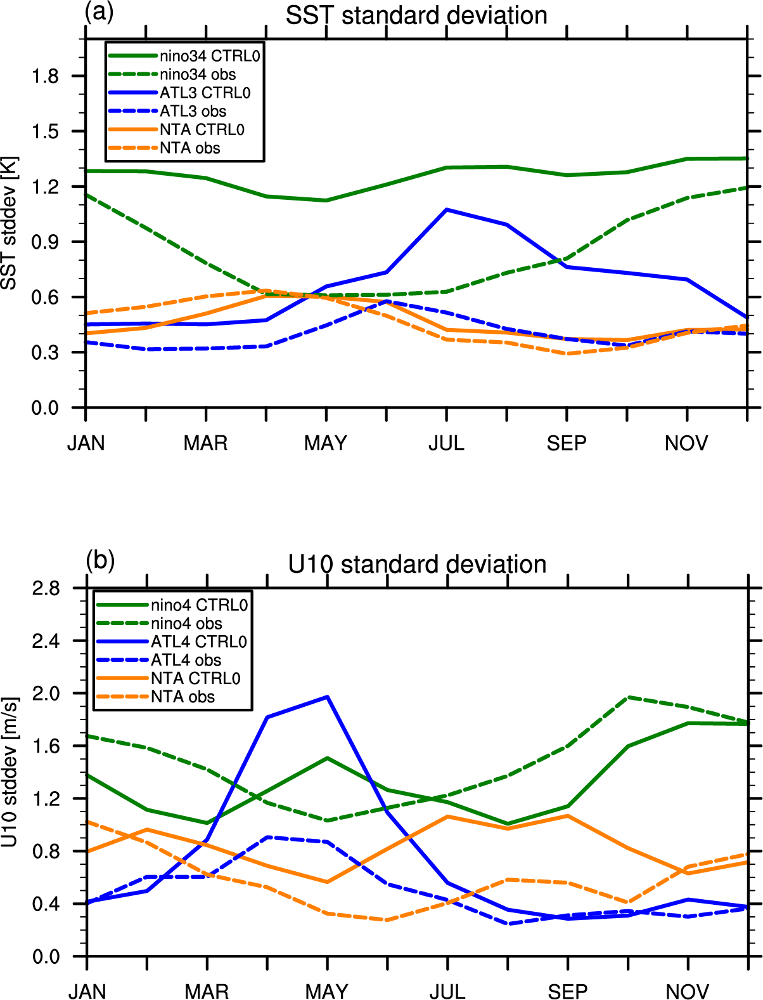 (a)
SST standard deviation
nino34 CTRL0
nino34 obs
ATL3 CTRL0
ATL3 obs
NTA CTRL0
NTA obs
SST stddev [K]
1.8
1.5
1.2
0.9
0.6
0.3
0.0
JAN MAR MAY JUL SEP NOV
(b)
U10 standard deviation
nino4 CTRL0
nino4 obs
ATL4 CTRL0
ATL4 obs
NTA CTRL0
NTA obs
U10 stddev [m/s]
2.8
2.4
2.0
1.6
1.2
0.8
0.4
0.0
JAN MAR MAY JUL SEP NOV